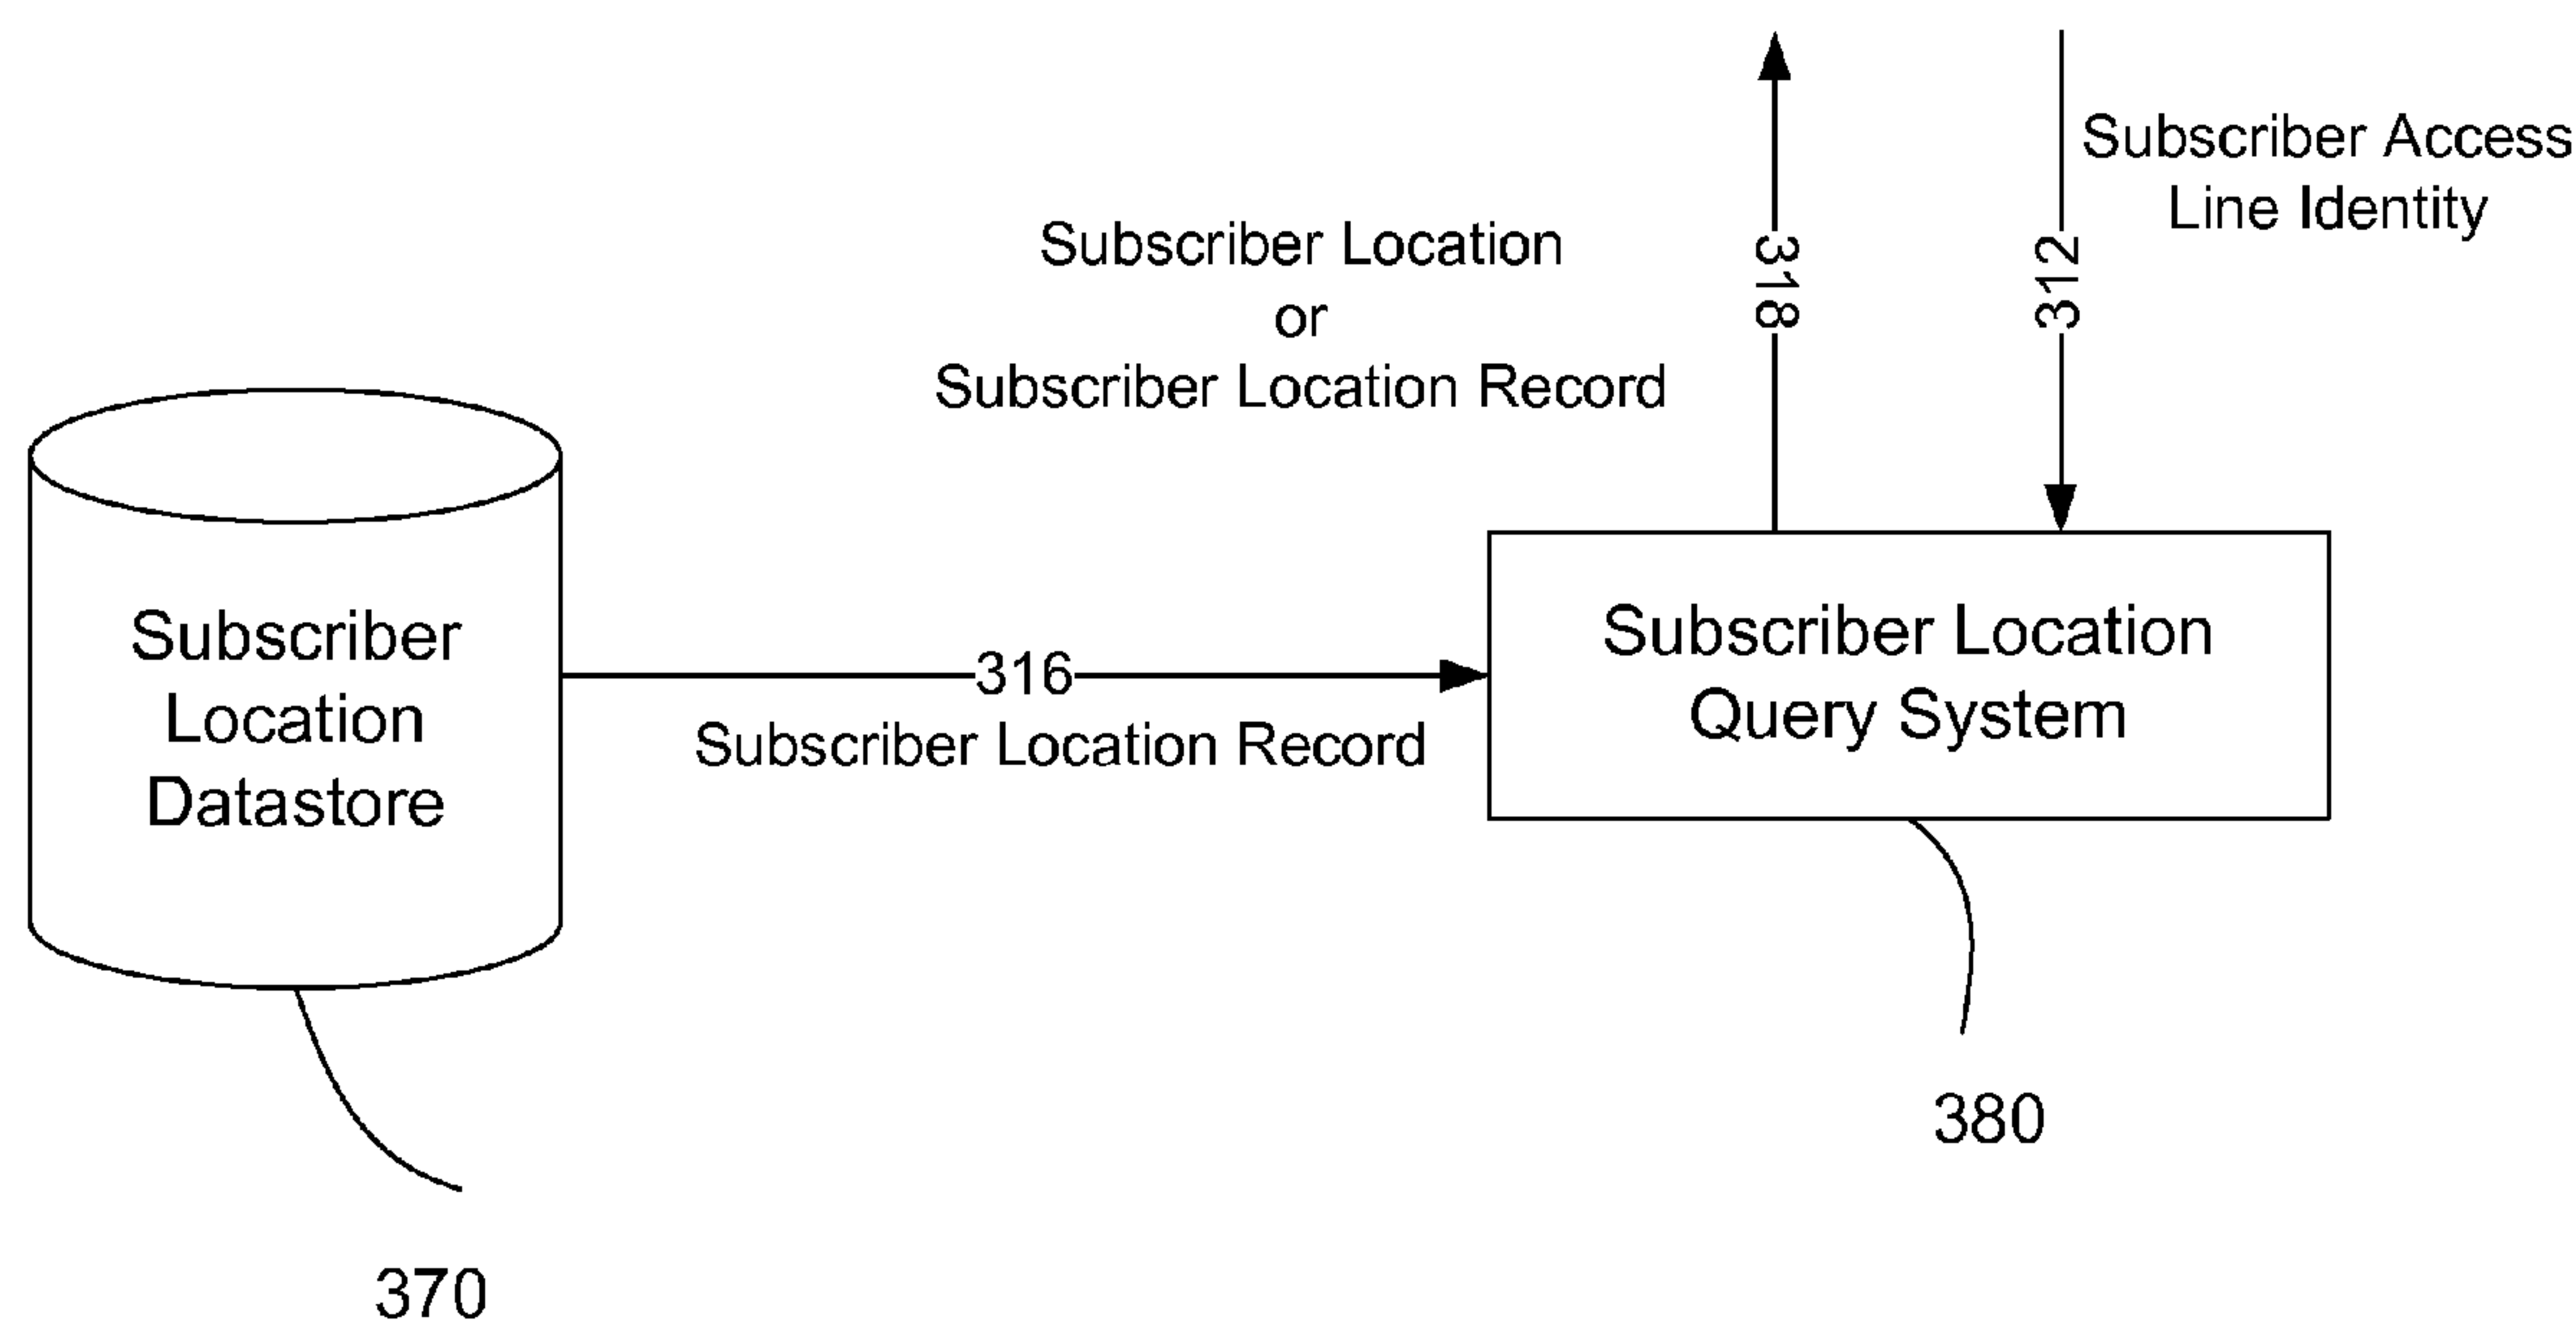 Subscriber Access
Line Identity
318
312
Subscriber Location
or
Subscriber Location Record
Subscriber
Location
Datastore
316
Subscriber Location Record
Subscriber Location
Query System
380
370